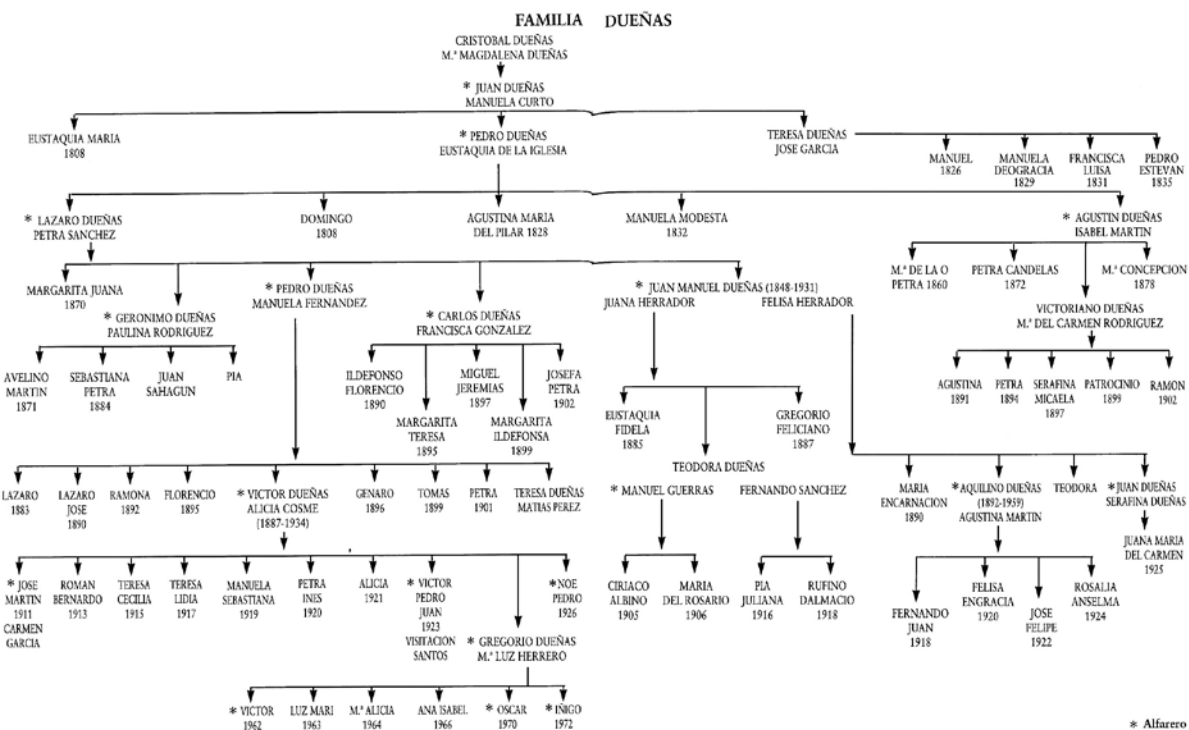 FAMILIA DUEÑAS
CRISTOBAL DUEÑAS
M.ª MAGDALENA DUEÑAS
* JUAN DUEÑAS
MANUELA CURTO
EUSTAQUIA MARIA
1808
* PEDRO DUEÑAS
EUSTAQUIA DE LA IGLESIA
TERESA DUEÑAS
JOSE GARCIA
MANUEL
1826
MANUELA
DEOGRACIA
1829
FRANCISCA
LUISA
1831
PEDRO
ESTEVAN
1835
* LAZARO DUEÑAS
PETRA SANCHEZ
DOMINGO
1808
AGUSTINA MARIA
DEL PILAR 1828
MANUELA MODESTA
1832
* AGUSTIN DUEÑAS
ISABEL MARTIN
MARGARITA JUANA
1870
* GERONIMO DUEÑAS
PAULINA RODRIGUEZ
* PEDRO DUEÑAS
MANUELA FERNANDEZ
* CARLOS DUEÑAS
FRANCISCA GONZALEZ
* JUAN MANUEL DUEÑAS (1848-1931)
JUANA HERRADOR FELISA HERRADOR
M.ª DE LA O
PETRA 1860
PETRA CANDELAS
1872
M.ª CONCEPCION
1878
VICTORIANO DUEÑAS
M.ª DEL CARMEN RODRIGUEZ
AVELINO
MARTIN
1871
SEBASTIANA
PETRA
1884
JUAN
SAHAGUN
PIA
ILDEFONSO
FLORENCIO
1890
MARGARITA
TERESA
1895
MIGUEL
JEREMIAS
1897
MARGARITA
ILDEFONSA
1899
JOSEFA
PETRA
1902
EUSTAQUIA
FIDELA
1885
GREGORIO
FELICIANO
1887
TEODORA DUEÑAS
* MANUEL GUERRAS FERNANDO SANCHEZ
AGUSTINA
1891
PETRA
1894
SERAFINA
MICAELA
1897
PATROCINIO
1899
RAMON
1902
LAZARO
1883
LAZARO
JOSE
1890
RAMONA
1892
FLORENCIO
1895
* VICTOR DUEÑAS
ALICIA COSME
(1887-1934)
GENARO
1896
TOMAS
1899
PETRA
1901
TERESA DUEÑAS
MATIAS PEREZ
MARIA
ENCARNACION
1890
* AQUILINO DUEÑAS
(1892-1959)
AGUSTINA MARTIN
TEODORA
* JUAN DUEÑAS
SERAFINA DUEÑAS
JUANA MARIA
DEL CARMEN
1925
* JOSE
MARTIN
1911
CARMEN
GARCIA
ROMAN
BERNARDO
1913
TERESA
CECILIA
1915
TERESA
LIDIA
1917
MANUELA
SEBASTIANA
1919
PETRA
INES
1920
ALICIA
1921
* VICTOR
PEDRO
JUAN
1923
VISITACION
SANTOS
* GREGORIO DUEÑAS
M.ª LUZ HERRERO
* NOE
PEDRO
1926
CIRIACO
ALBINO
1905
MARIA
DEL ROSARIO
1906
PIA
JULIANA
1916
RUFINO
DALMACIO
1918
FERNANDO
JUAN
1918
FELISA
ENGRACIA
1920
JOSE
FELIPE
1922
ROSALIA
ANSELMA
1924
* VICTOR
1962
LUZ MARI
1963
M.ª ALICIA
1964
ANA ISABEL
1966
* OSCAR
1970
* IÑIGO
1972
* Alfarero